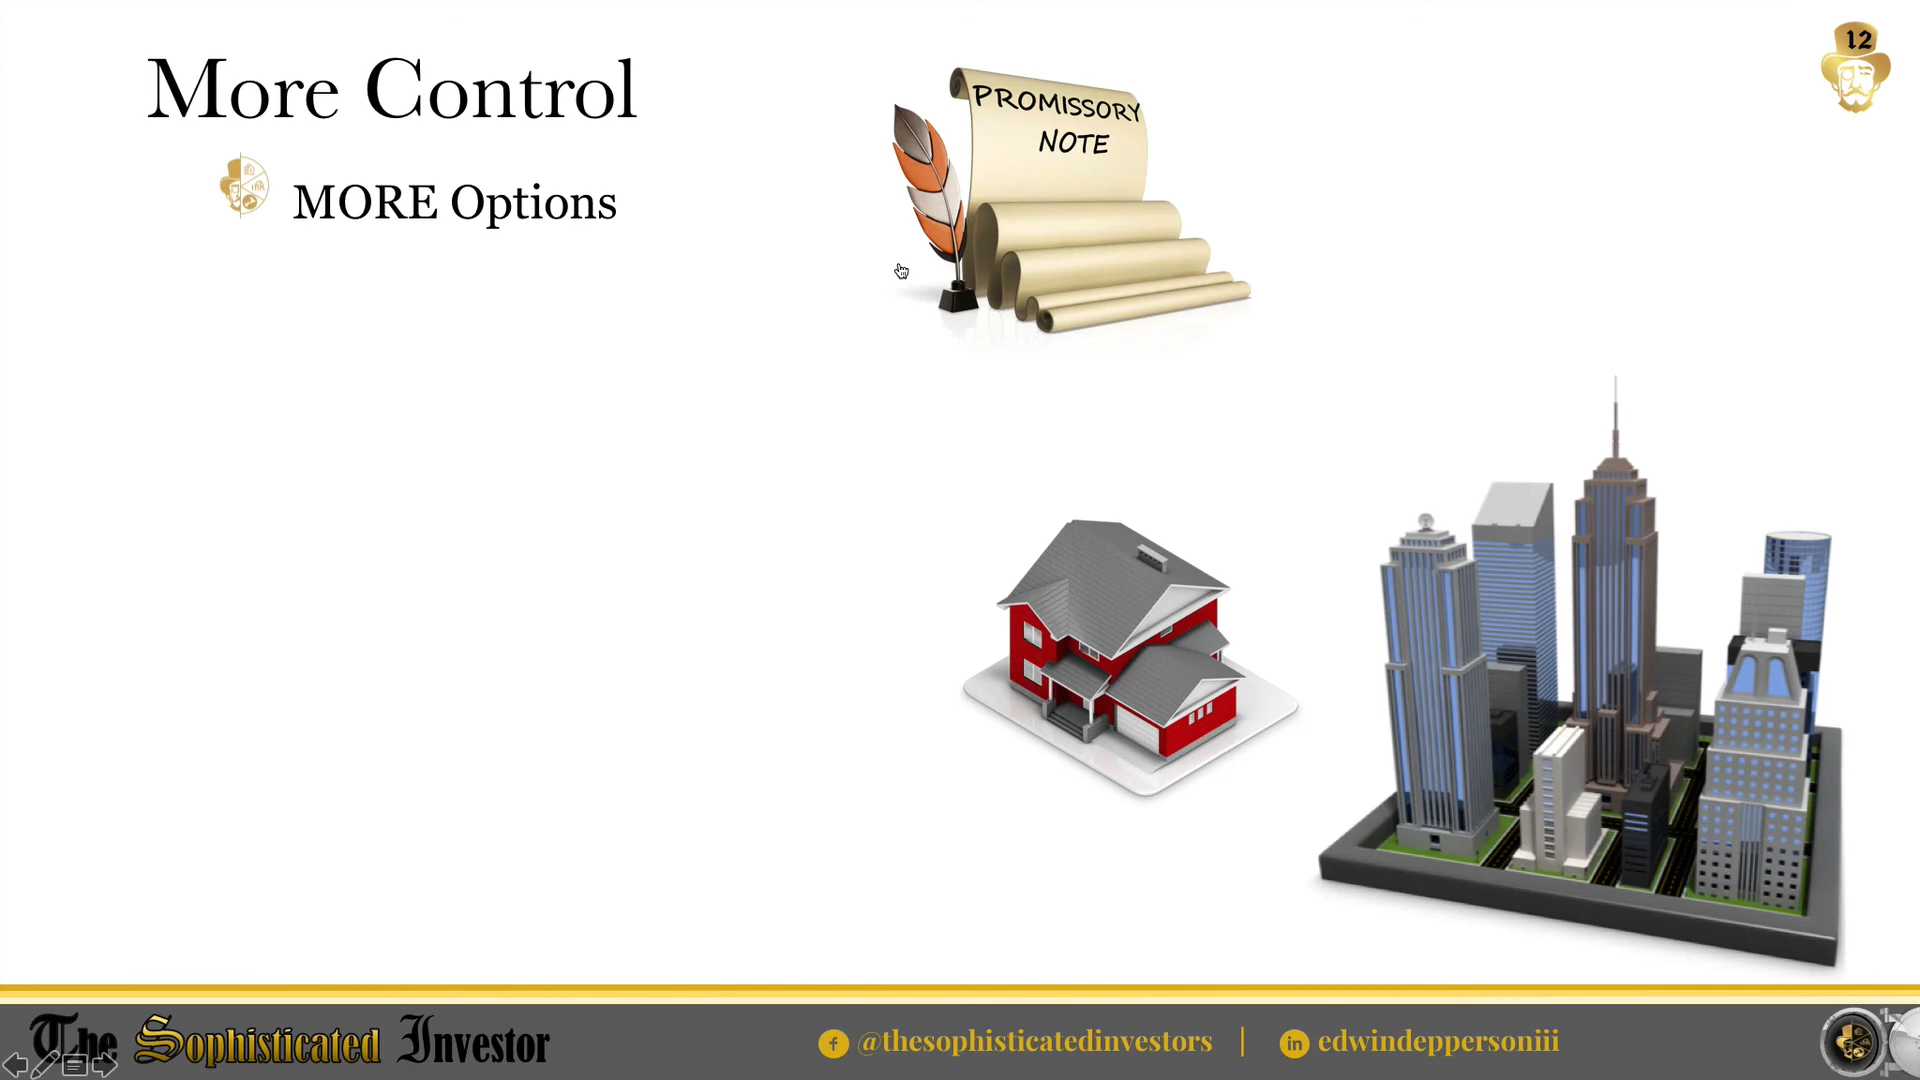 More Control
12
MORE Options
PROMISSORY
NOTE
The Sophisticated Investor
@thesophisticatedinvestors | edwindeppersoniii